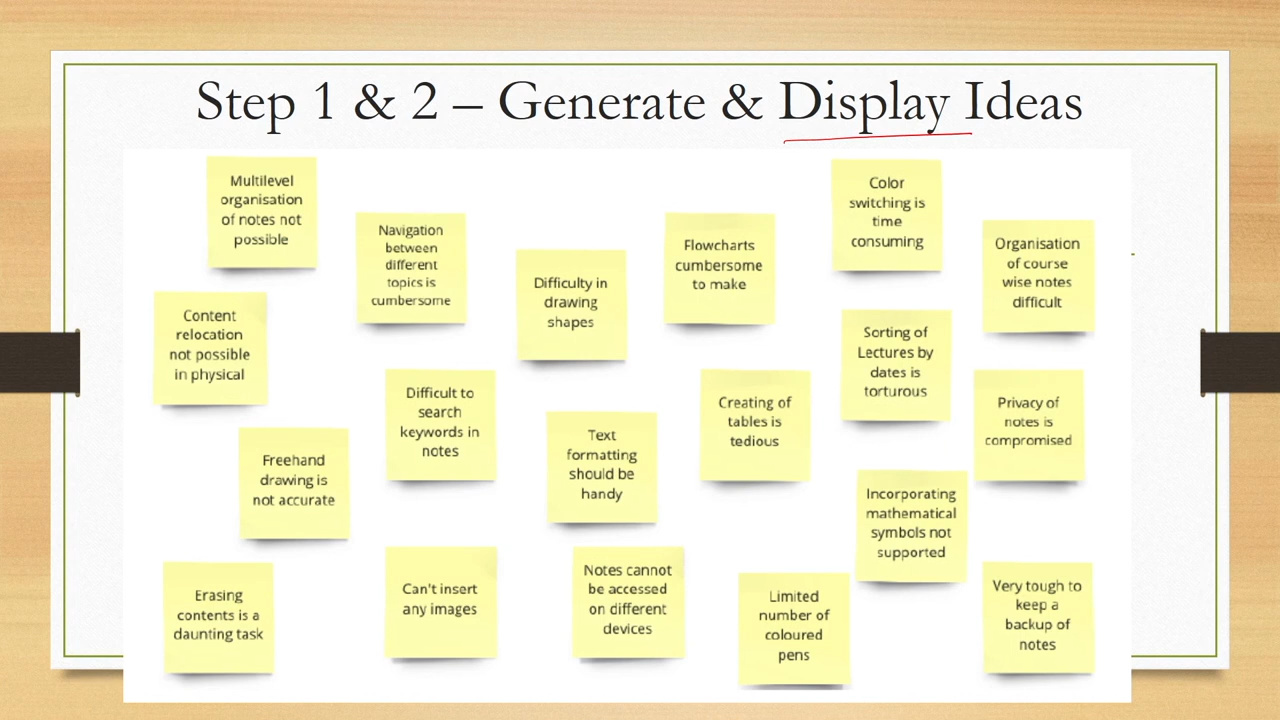 Step 1 & 2 – Generate & Display Ideas
Multilevel
organisation
of notes not
possible
Navigation
between
different
topics is
cumbersome
Difficulty in
drawing
shapes
Flowcharts
cumbersome
to make
Color
switching is
time
consuming
Organisation
of course
wise notes
difficult
Content
relocation
not possible
in physical
Difficult to
search
keywords in
notes
Text
formatting
should be
handy
Creating of
tables is
tedious
Sorting of
Lectures by
dates is
torturous
Privacy of
notes is
compromised
Freehand
drawing is
not accurate
Incorporating
mathematical
symbols not
supported
Erasing
contents is a
daunting task
Can't insert
any images
Notes cannot
be accessed
on different
devices
Limited
number of
coloured
pens
Very tough to
keep a
backup of
notes